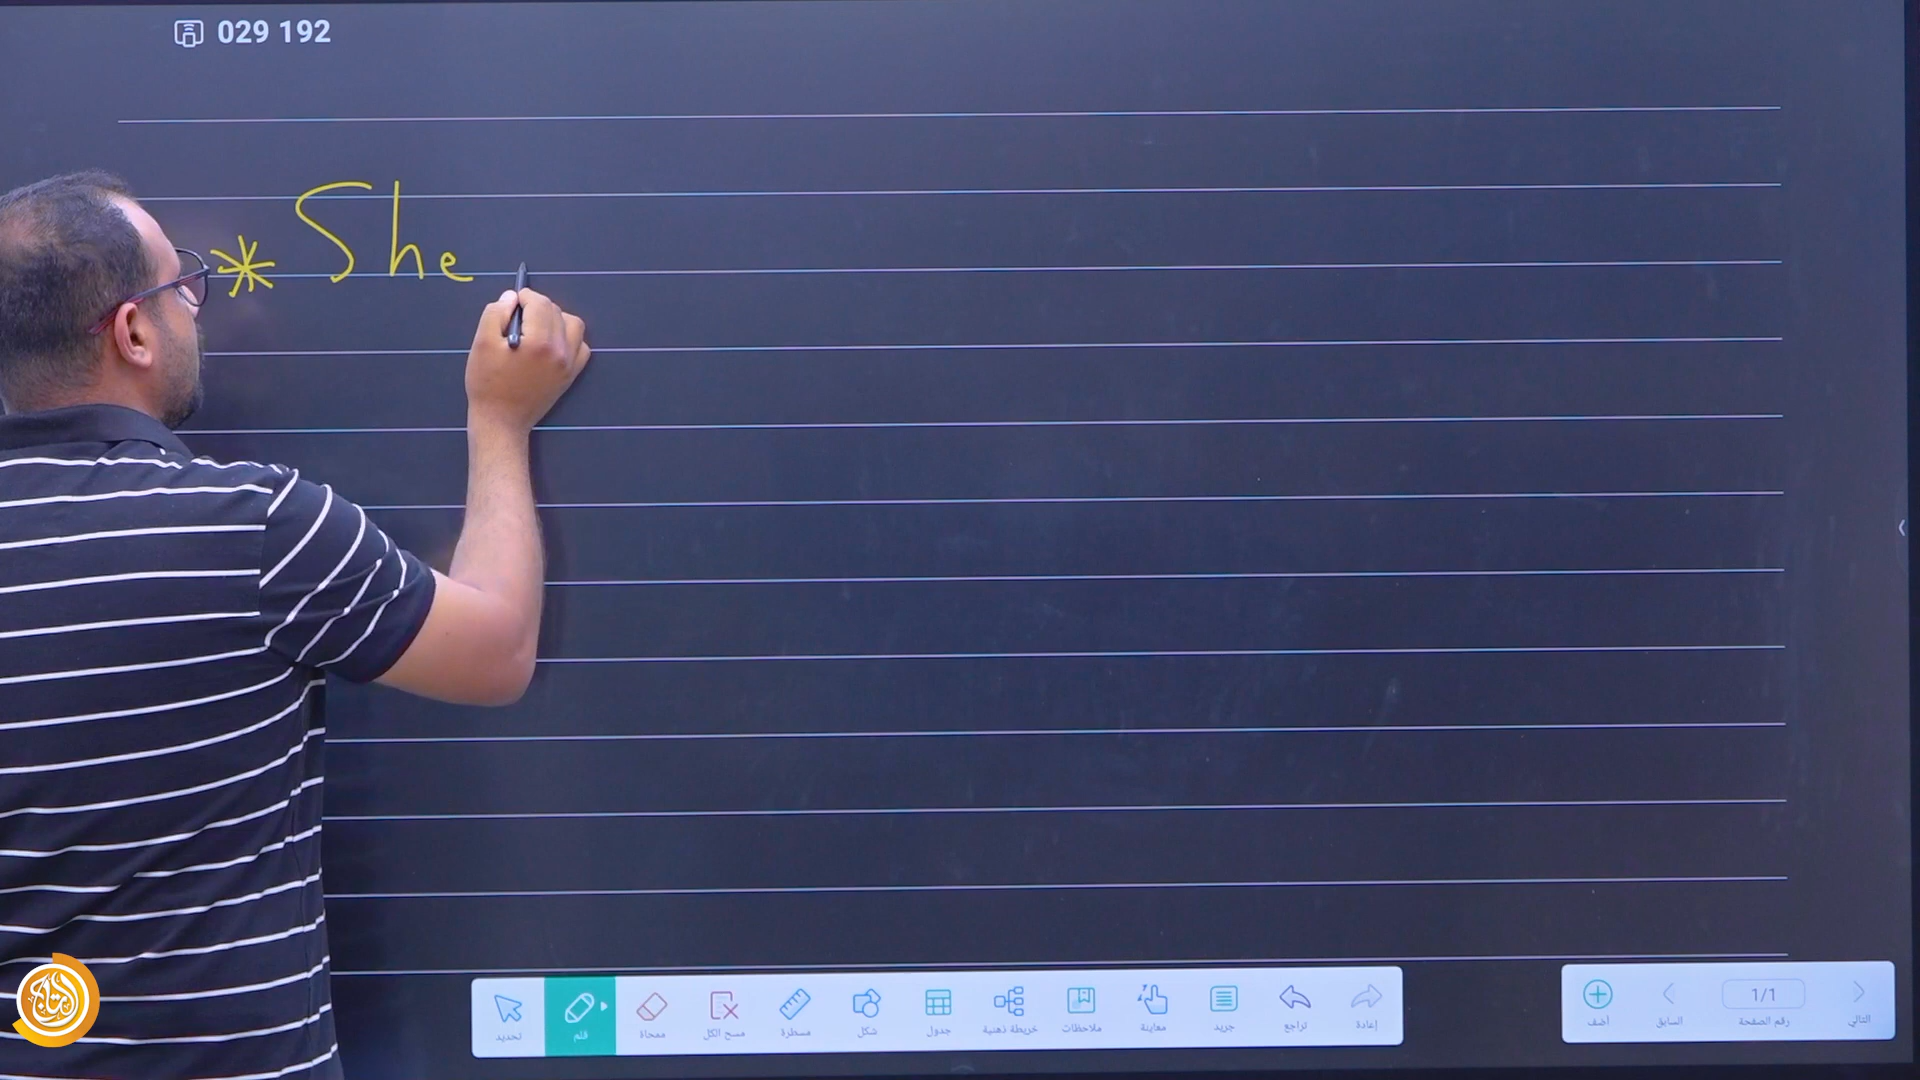 029 192
* She
تحديد
قلم
ممحاة
مسح الكل
مسطرة
شكل
جدول
خريطة ذهنية
ملاحظات
معاينة
جريد
تراجع
إعادة
أضف
السابق
1/1
رقم الصفحة
التالي
التاج